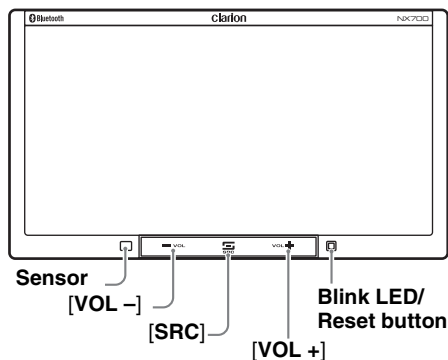 Bluetooth clarion NX700
VOL SRC VOL
Sensor
[VOL –]
[SRC]
[VOL +]
Blink LED/
Reset button